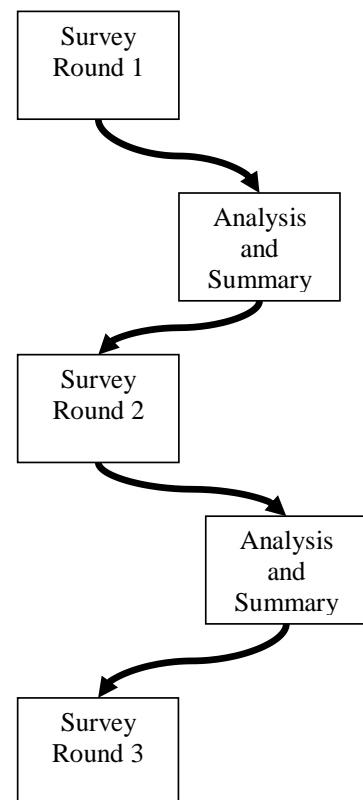 Survey
Round 1
Analysis
and
Summary
Survey
Round 2
Analysis
and
Summary
Survey
Round 3